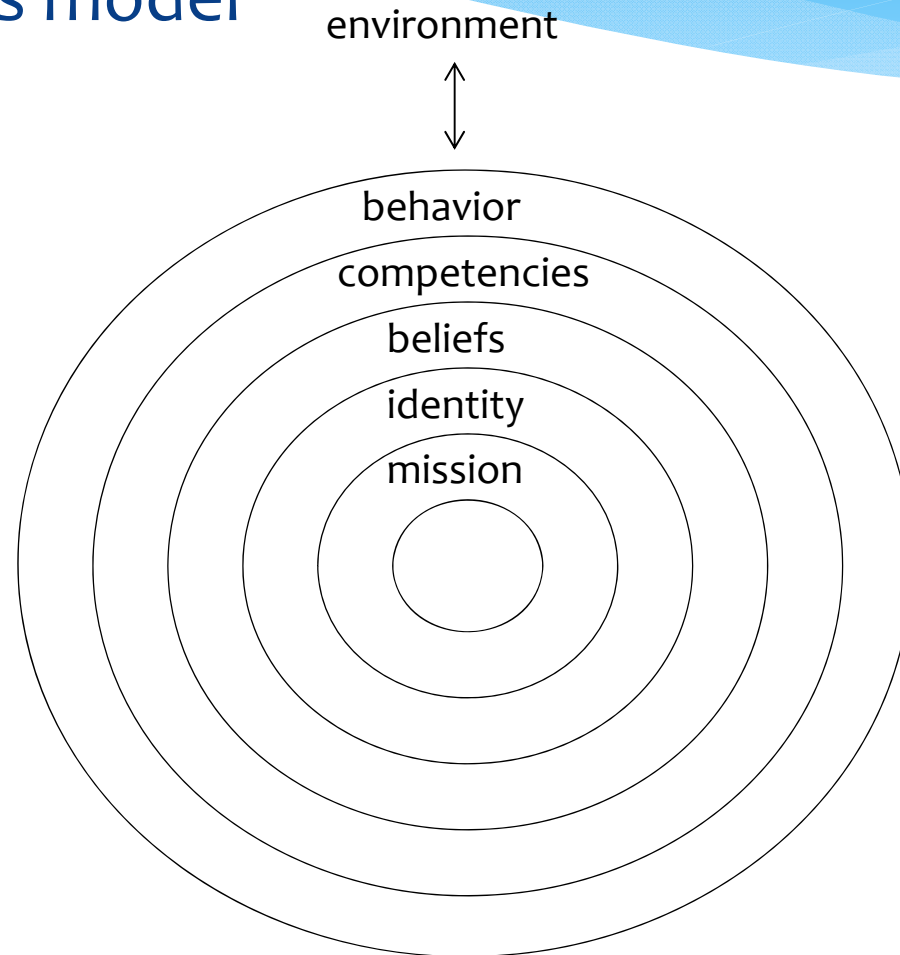 s model
environment
behavior
competencies
beliefs
identity
mission